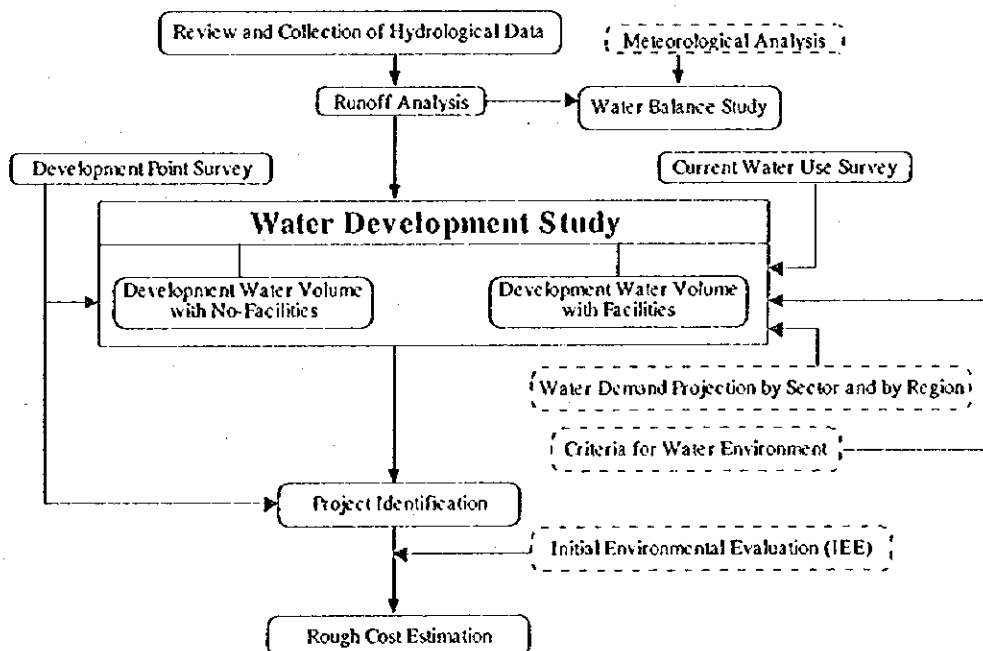 Review and Collection of Hydrological Data
Meteorological Analysis
Runoff Analysis
Water Balance Study
Development Point Survey
Current Water Use Survey
Water Development Study
Development Water Volume
with No-Facilities
Development Water Volume
with Facilities
Water Demand Projection by Sector and by Region
Criteria for Water Environment
Project Identification
Initial Environmental Evaluation (IEE)
Rough Cost Estimation